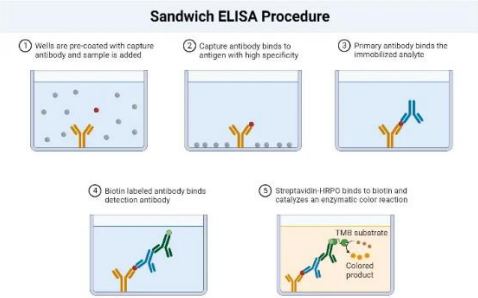 Sandwich ELISA Procedure
1 Wells are pre-coated with capture
antibody and sample is added
2 Capture antibody binds to
antigen with high specificity
3 Primary antibody binds the
immobilized analyte
4 Biotin labeled antibody binds
detection antibody
5 Streptavidin-HRPO binds to biotin and
catalyzes an enzymatic color reaction
TMB substrate
Colored
product